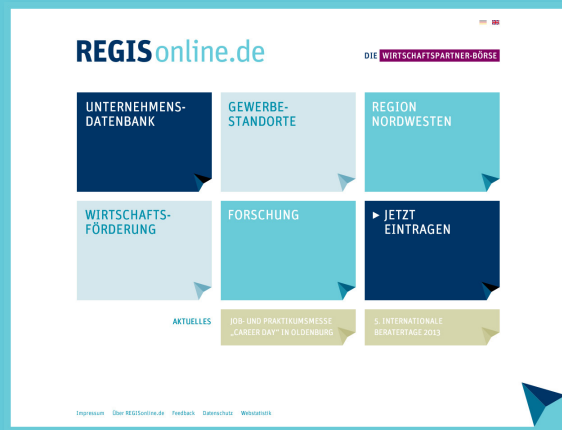 REGISonline.de
DIE WIRTSCHAFTSPARTNER-BÖRSE
UNTERNEHMENS-
DATENBANK
GEWERBE-
STANDORTE
REGION
NORDWESTEN
WIRTSCHAFTS-
FÖRDERUNG
FORSCHUNG
► JETZT
EINTRAGEN
AKTUELLES
JOB- UND PRAKTIKUMSMESSE
„CAREER DAY" IN OLDENBURG
5. INTERNATIONALE
BERATERTAGE 2013
Impressum Über REGISonline.de Feedback Datenschutz Webstatistik